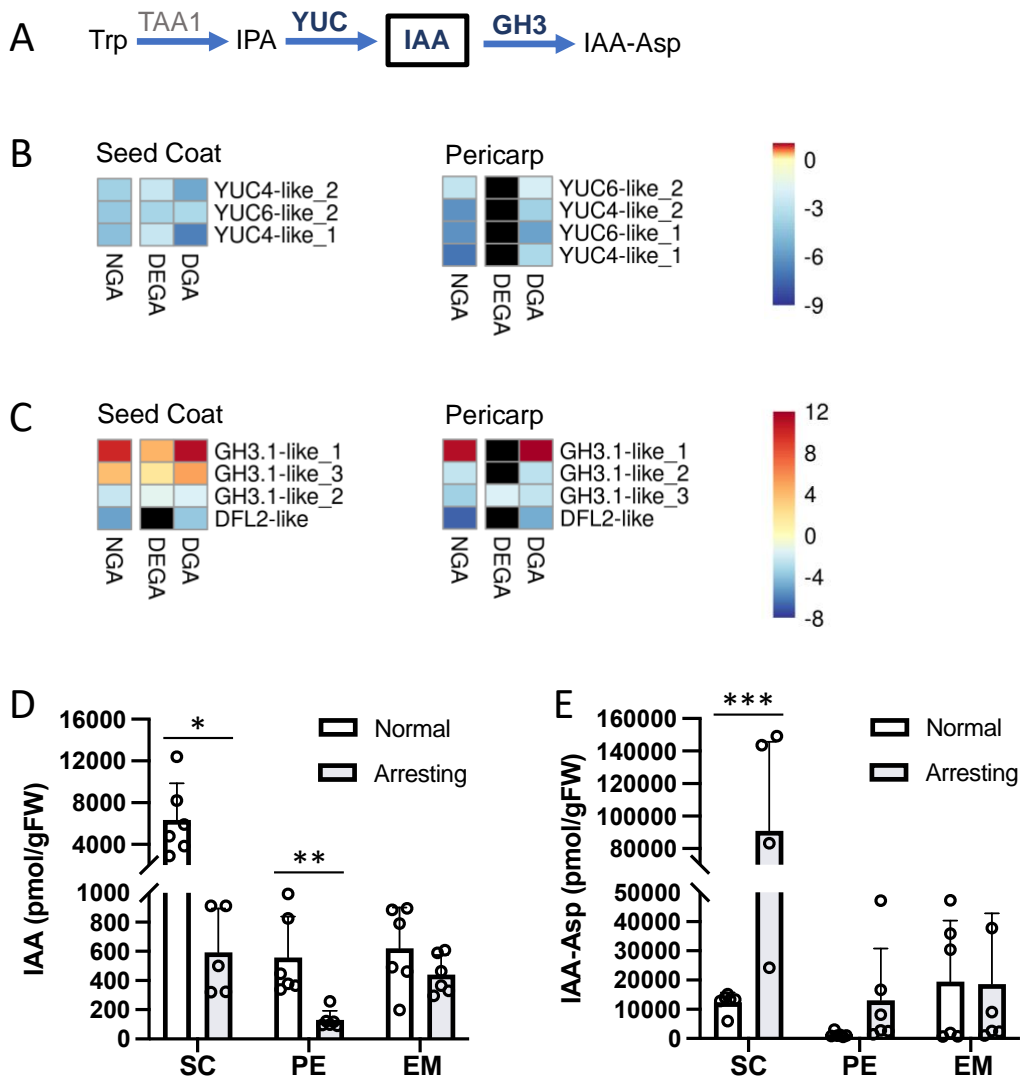 A
Trp TAA1 IPA YUC IAA GH3 IAA-Asp
B
Seed Coat
YUC4-like_2
YUC6-like_2
YUC4-like_1
NGA DEGA DGA
Pericarp
YUC6-like_2
YUC4-like_2
YUC6-like_1
YUC4-like_1
NGA DEGA DGA
0
-3
-6
-9
C
Seed Coat
GH3.1-like_1
GH3.1-like_3
GH3.1-like_2
DFL2-like
NGA DEGA DGA
Pericarp
GH3.1-like_1
GH3.1-like_2
GH3.1-like_3
DFL2-like
NGA DEGA DGA
12
8
4
0
-4
-8
D
IAA (pmol/gFW)
16000
12000
8000
4000
1000
800
600
400
200
0
*
**
Normal
Arresting
SC PE EM
E
IAA-Asp (pmol/gFW)
160000
140000
120000
100000
80000
50000
40000
30000
20000
10000
0
***
Normal
Arresting
SC PE EM